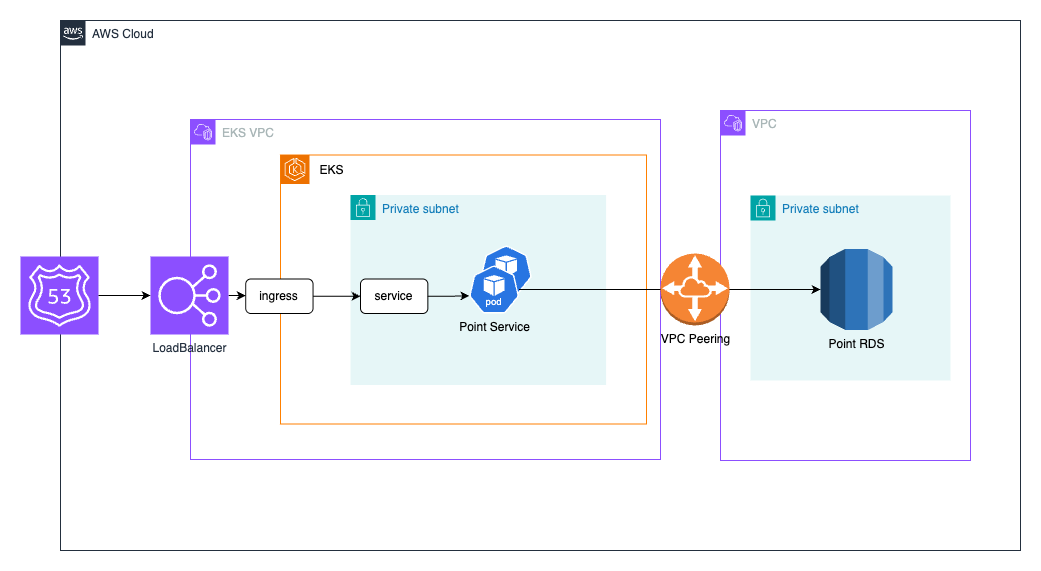 aws
AWS Cloud
EKS VPC
VPC
K
EKS
Private subnet
Private subnet
53
ingress
service
pod
Point Service
LoadBalancer
VPC Peering
Point RDS